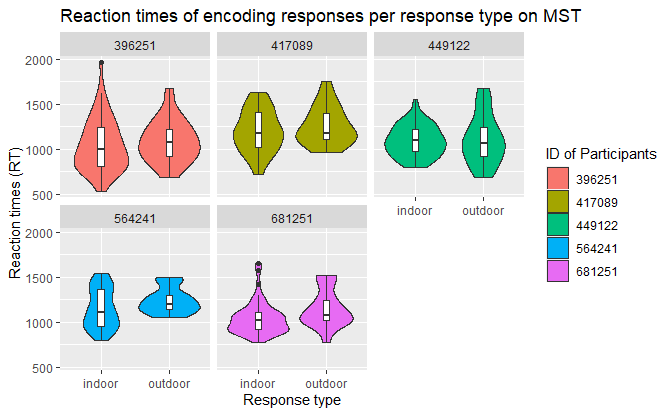 Reaction times of encoding responses per response type on MST
396251 417089 449122
2000
1500
1000
500
indoor outdoor
564241 681251
2000
1500
1000
500
indoor outdoor indoor outdoor
Reaction times (RT)
Response type
ID of Participants
396251
417089
449122
564241
681251